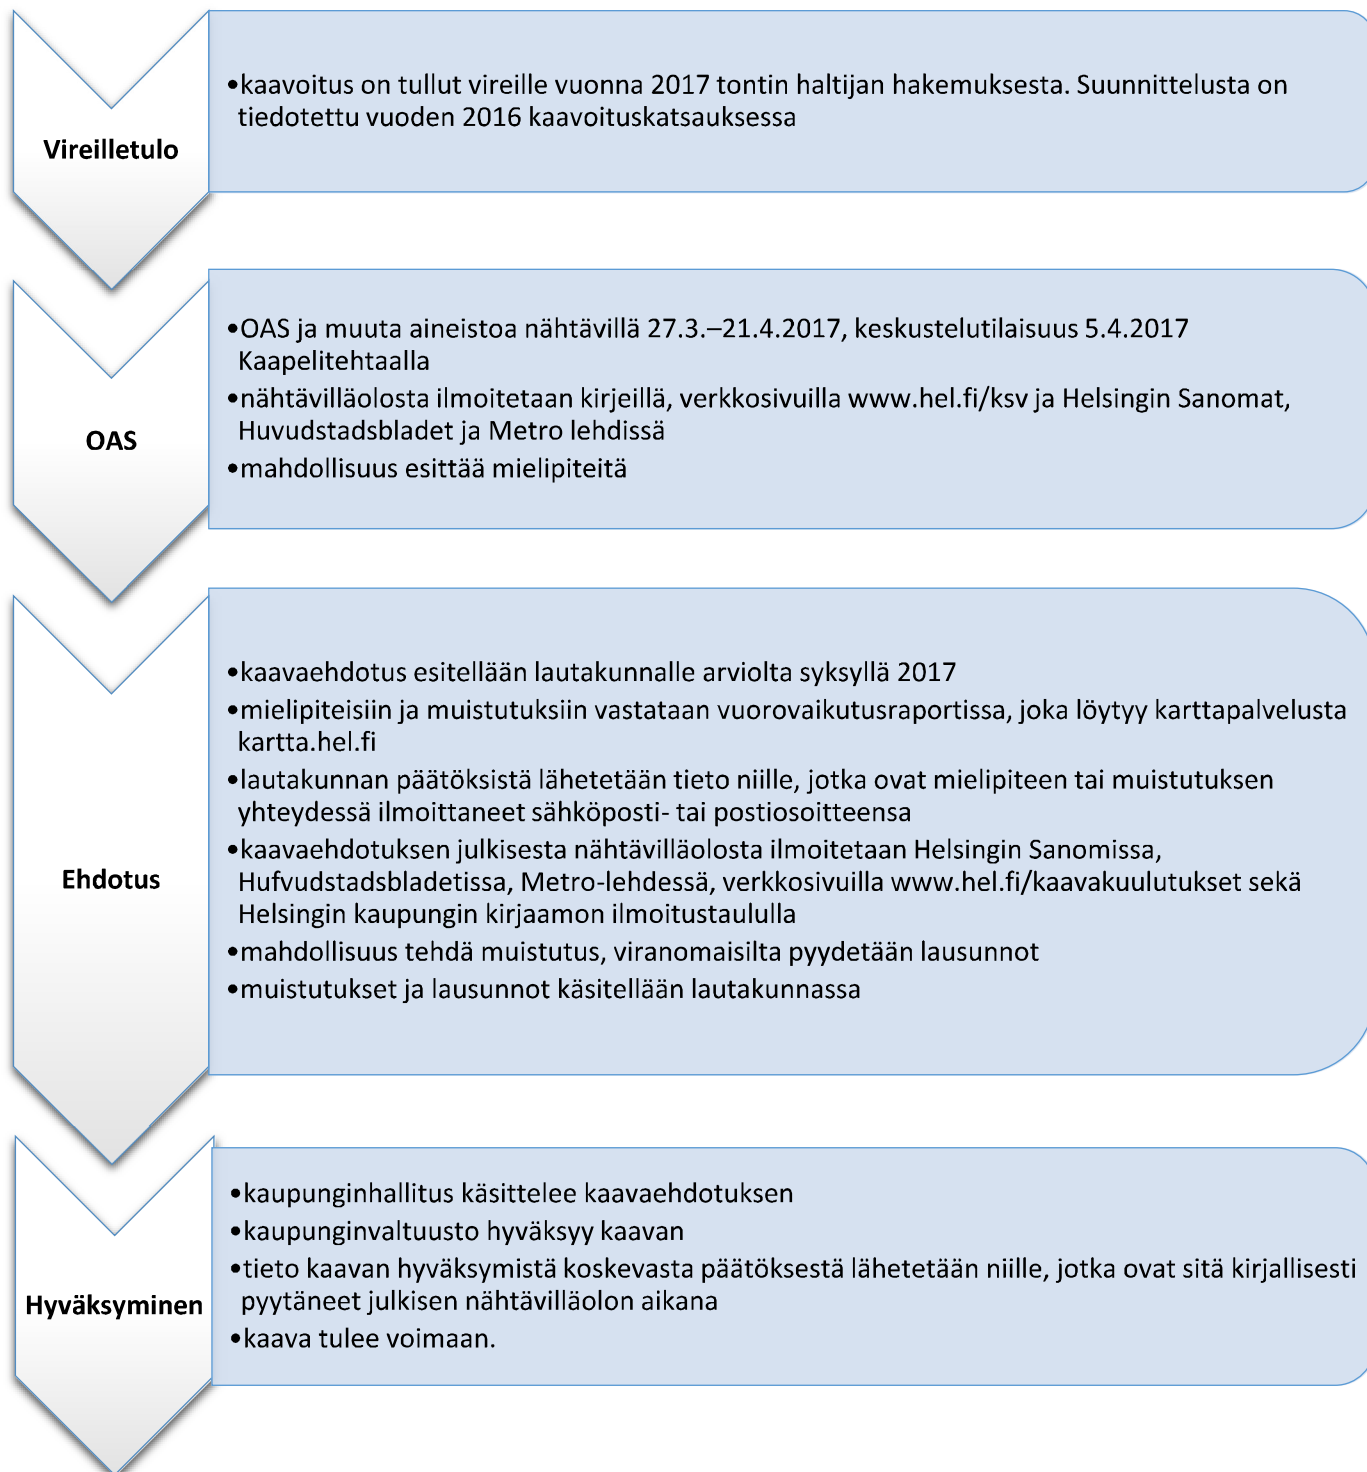 Vireilletulo
•kaavoitus on tullut vireille vuonna 2017 tontin haltijan hakemuksesta. Suunnittelusta on
tiedotettu vuoden 2016 kaavoituskatsauksessa
OAS
•OAS ja muuta aineistoa nähtävillä 27.3.–21.4.2017, keskustelutilaisuus 5.4.2017
Kaapelitehtaalla
•nähtävilläolosta ilmoitetaan kirjeillä, verkkosivuilla www.hel.fi/ksv ja Helsingin Sanomat,
Huvudstadsbladet ja Metro lehdissä
•mahdollisuus esittää mielipiteitä
Ehdotus
•kaavaehdotus esitellään lautakunnalle arviolta syksyllä 2017
•mielipiteisiin ja muistutuksiin vastataan vuorovaikutusraportissa, joka löytyy karttapalvelusta
kartta.hel.fi
•lautakunnan päätöksistä lähetetään tieto niille, jotka ovat mielipiteen tai muistutuksen
yhteydessä ilmoittaneet sähköposti- tai postiosoitteensa
•kaavaehdotuksen julkisesta nähtävilläolosta ilmoitetaan Helsingin Sanomissa,
Hufvudstadsbladetissa, Metro-lehdessä, verkkosivuilla www.hel.fi/kaavakuulutukset sekä
Helsingin kaupungin kirjaamon ilmoitustaululla
•mahdollisuus tehdä muistutus, viranomaisilta pyydetään lausunnot
•muistutukset ja lausunnot käsitellään lautakunnassa
Hyväksyminen
•kaupunginhallitus käsittelee kaavaehdotuksen
•kaupunginvaltuusto hyväksyy kaavan
•tieto kaavan hyväksymistä koskevasta päätöksestä lähetetään niille, jotka ovat sitä kirjallisesti
pyytäneet julkisen nähtävilläolon aikana
•kaava tulee voimaan.